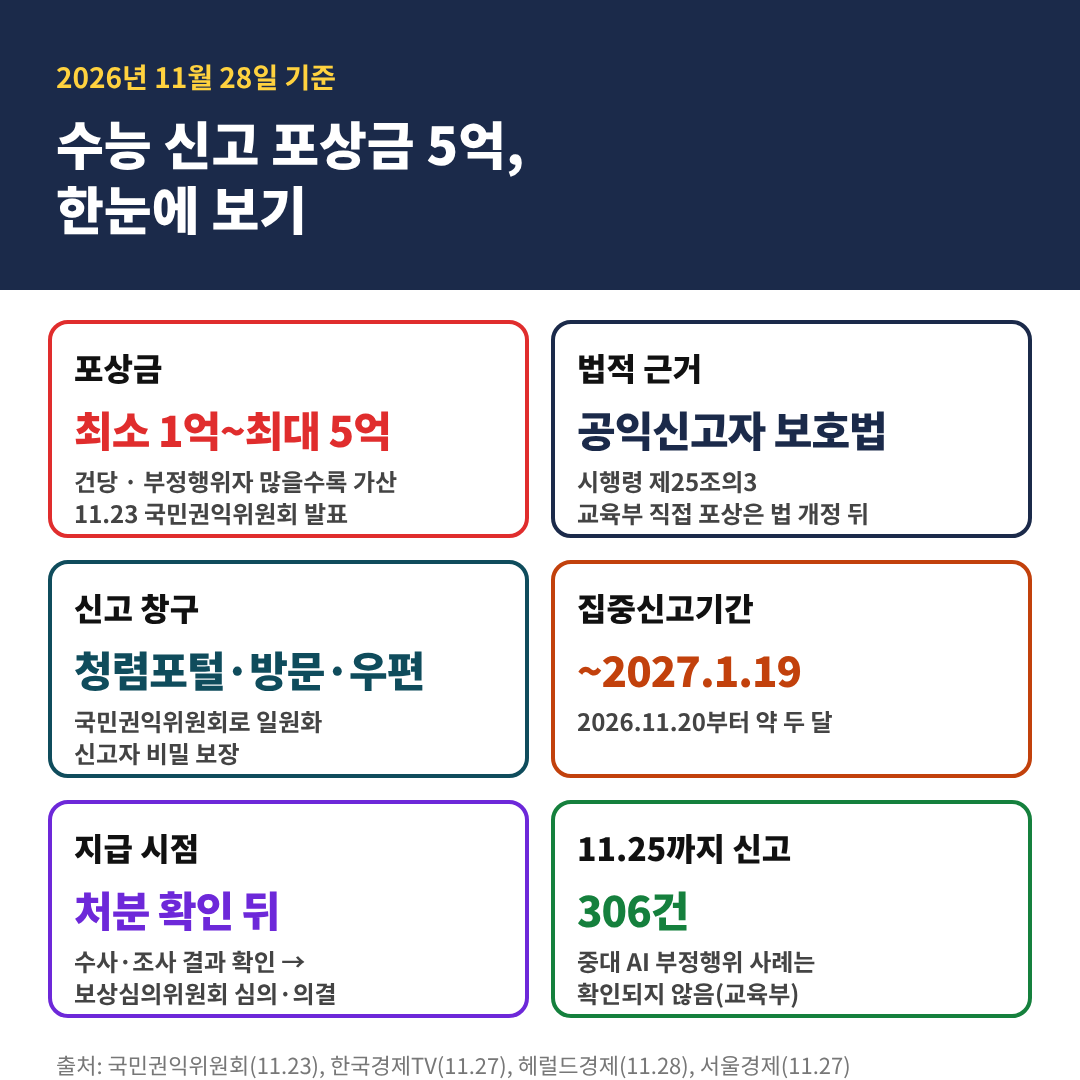 2026년 11월 28일 기준
수능 신고 포상금 5억,
한눈에 보기
포상금
최소 1억~최대 5억
건당 · 부정행위자 많을수록 가산
11.23 국민권익위원회 발표
법적 근거
공익신고자 보호법
시행령 제25조의3
교육부 직접 포상은 법 개정 뒤
신고 창구
청렴포털·방문·우편
국민권익위원회로 일원화
신고자 비밀 보장
집중신고기간
~2027.1.19
2026.11.20부터 약 두 달
지급 시점
처분 확인 뒤
수사·조사 결과 확인 →
보상심의위원회 심의·의결
11.25까지 신고
306건
중대 AI 부정행위 사례는
확인되지 않음(교육부)
출처: 국민권익위원회(11.23), 한국경제TV(11.27), 헤럴드경제(11.28), 서울경제(11.27)